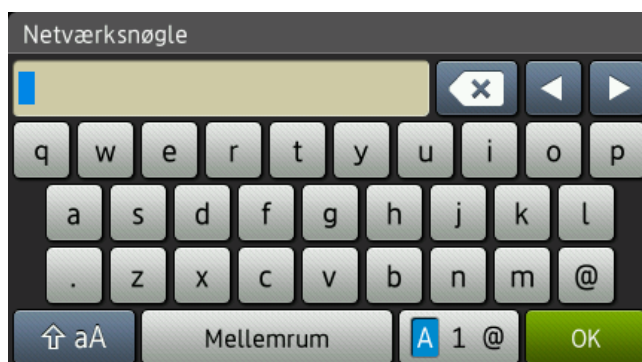 Netværksnøgle
q w e r t y u i o p
a s d f g h j k l
. z x c v b n m @
aA Mellemrum A 1 @ OK